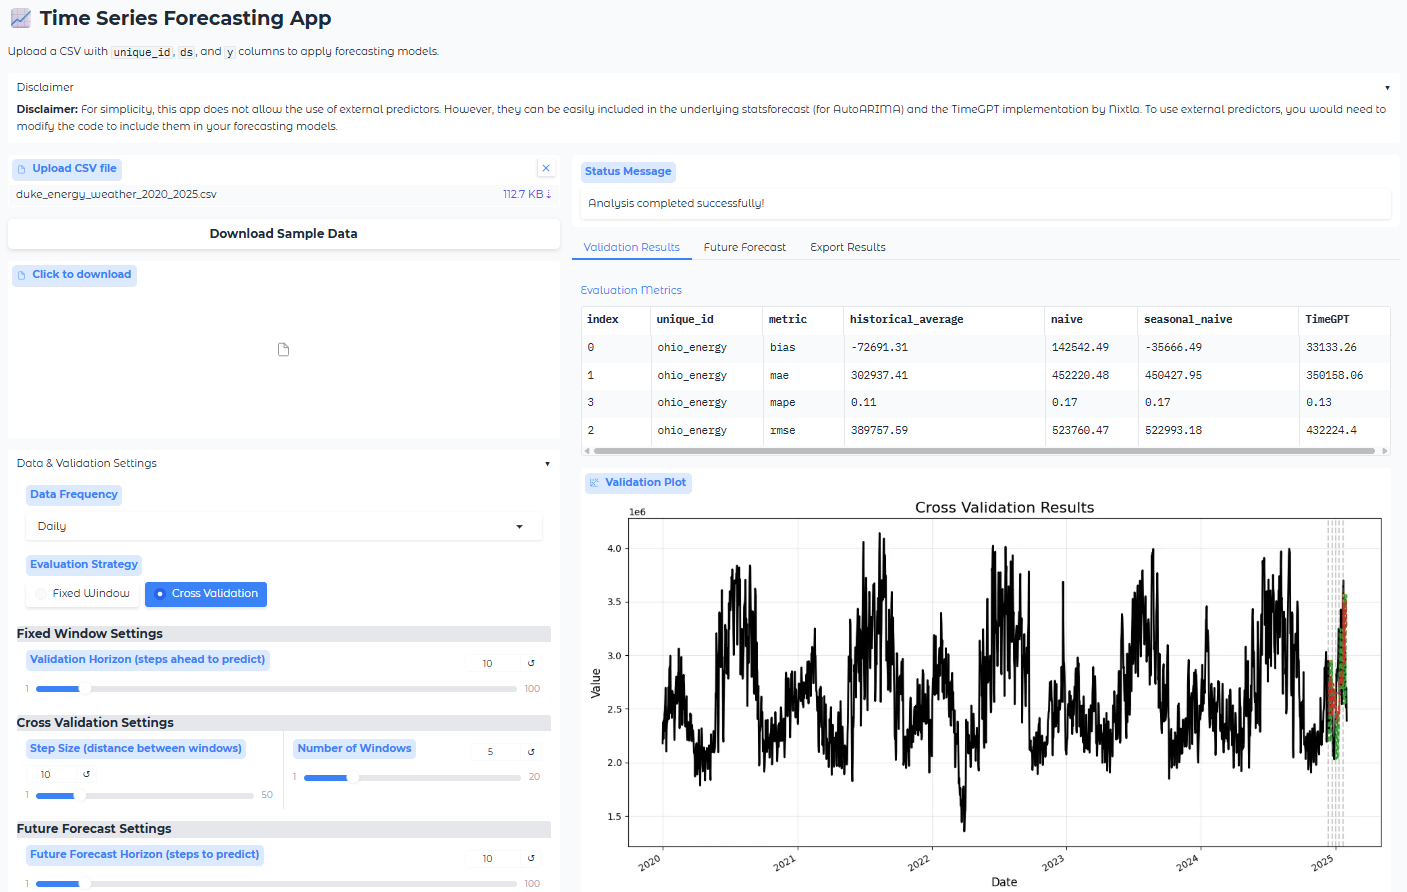 📈 Time Series Forecasting App
Upload a CSV with unique_id, ds, and y columns to apply forecasting models.
Disclaimer
Disclaimer: For simplicity, this app does not allow the use of external predictors. However, they can be easily included in the underlying statsforecast (for AutoARIMA) and the TimeGPT implementation by Nixtla. To use external predictors, you would need to
modify the code to include them in your forecasting models.
Upload CSV file
duke_energy_weather_2020_2025.csv 112.7 KB ↓
Download Sample Data
Click to download
Data & Validation Settings
Data Frequency
Daily
Evaluation Strategy
Fixed Window Cross Validation
Fixed Window Settings
Validation Horizon (steps ahead to predict) 10
1 100
Cross Validation Settings
Step Size (distance between windows)
10
1 50
Number of Windows 5
1 20
Future Forecast Settings
Future Forecast Horizon (steps to predict) 10
1 100
Status Message
Analysis completed successfully!
Validation Results Future Forecast Export Results
Evaluation Metrics
index unique_id metric historical_average naive seasonal_naive TimeGPT
0 ohio_energy bias -72691.31 142542.49 -35666.49 33133.26
1 ohio_energy mae 302937.41 452220.48 450427.95 350158.06
3 ohio_energy mape 0.11 0.17 0.17 0.13
2 ohio_energy rmse 389757.59 523760.47 522993.18 432224.4
Validation Plot
Cross Validation Results
1e6
4.0
3.5
3.0
2.5
2.0
1.5
Value
2020 2021 2022 2023 2024 2025
Date